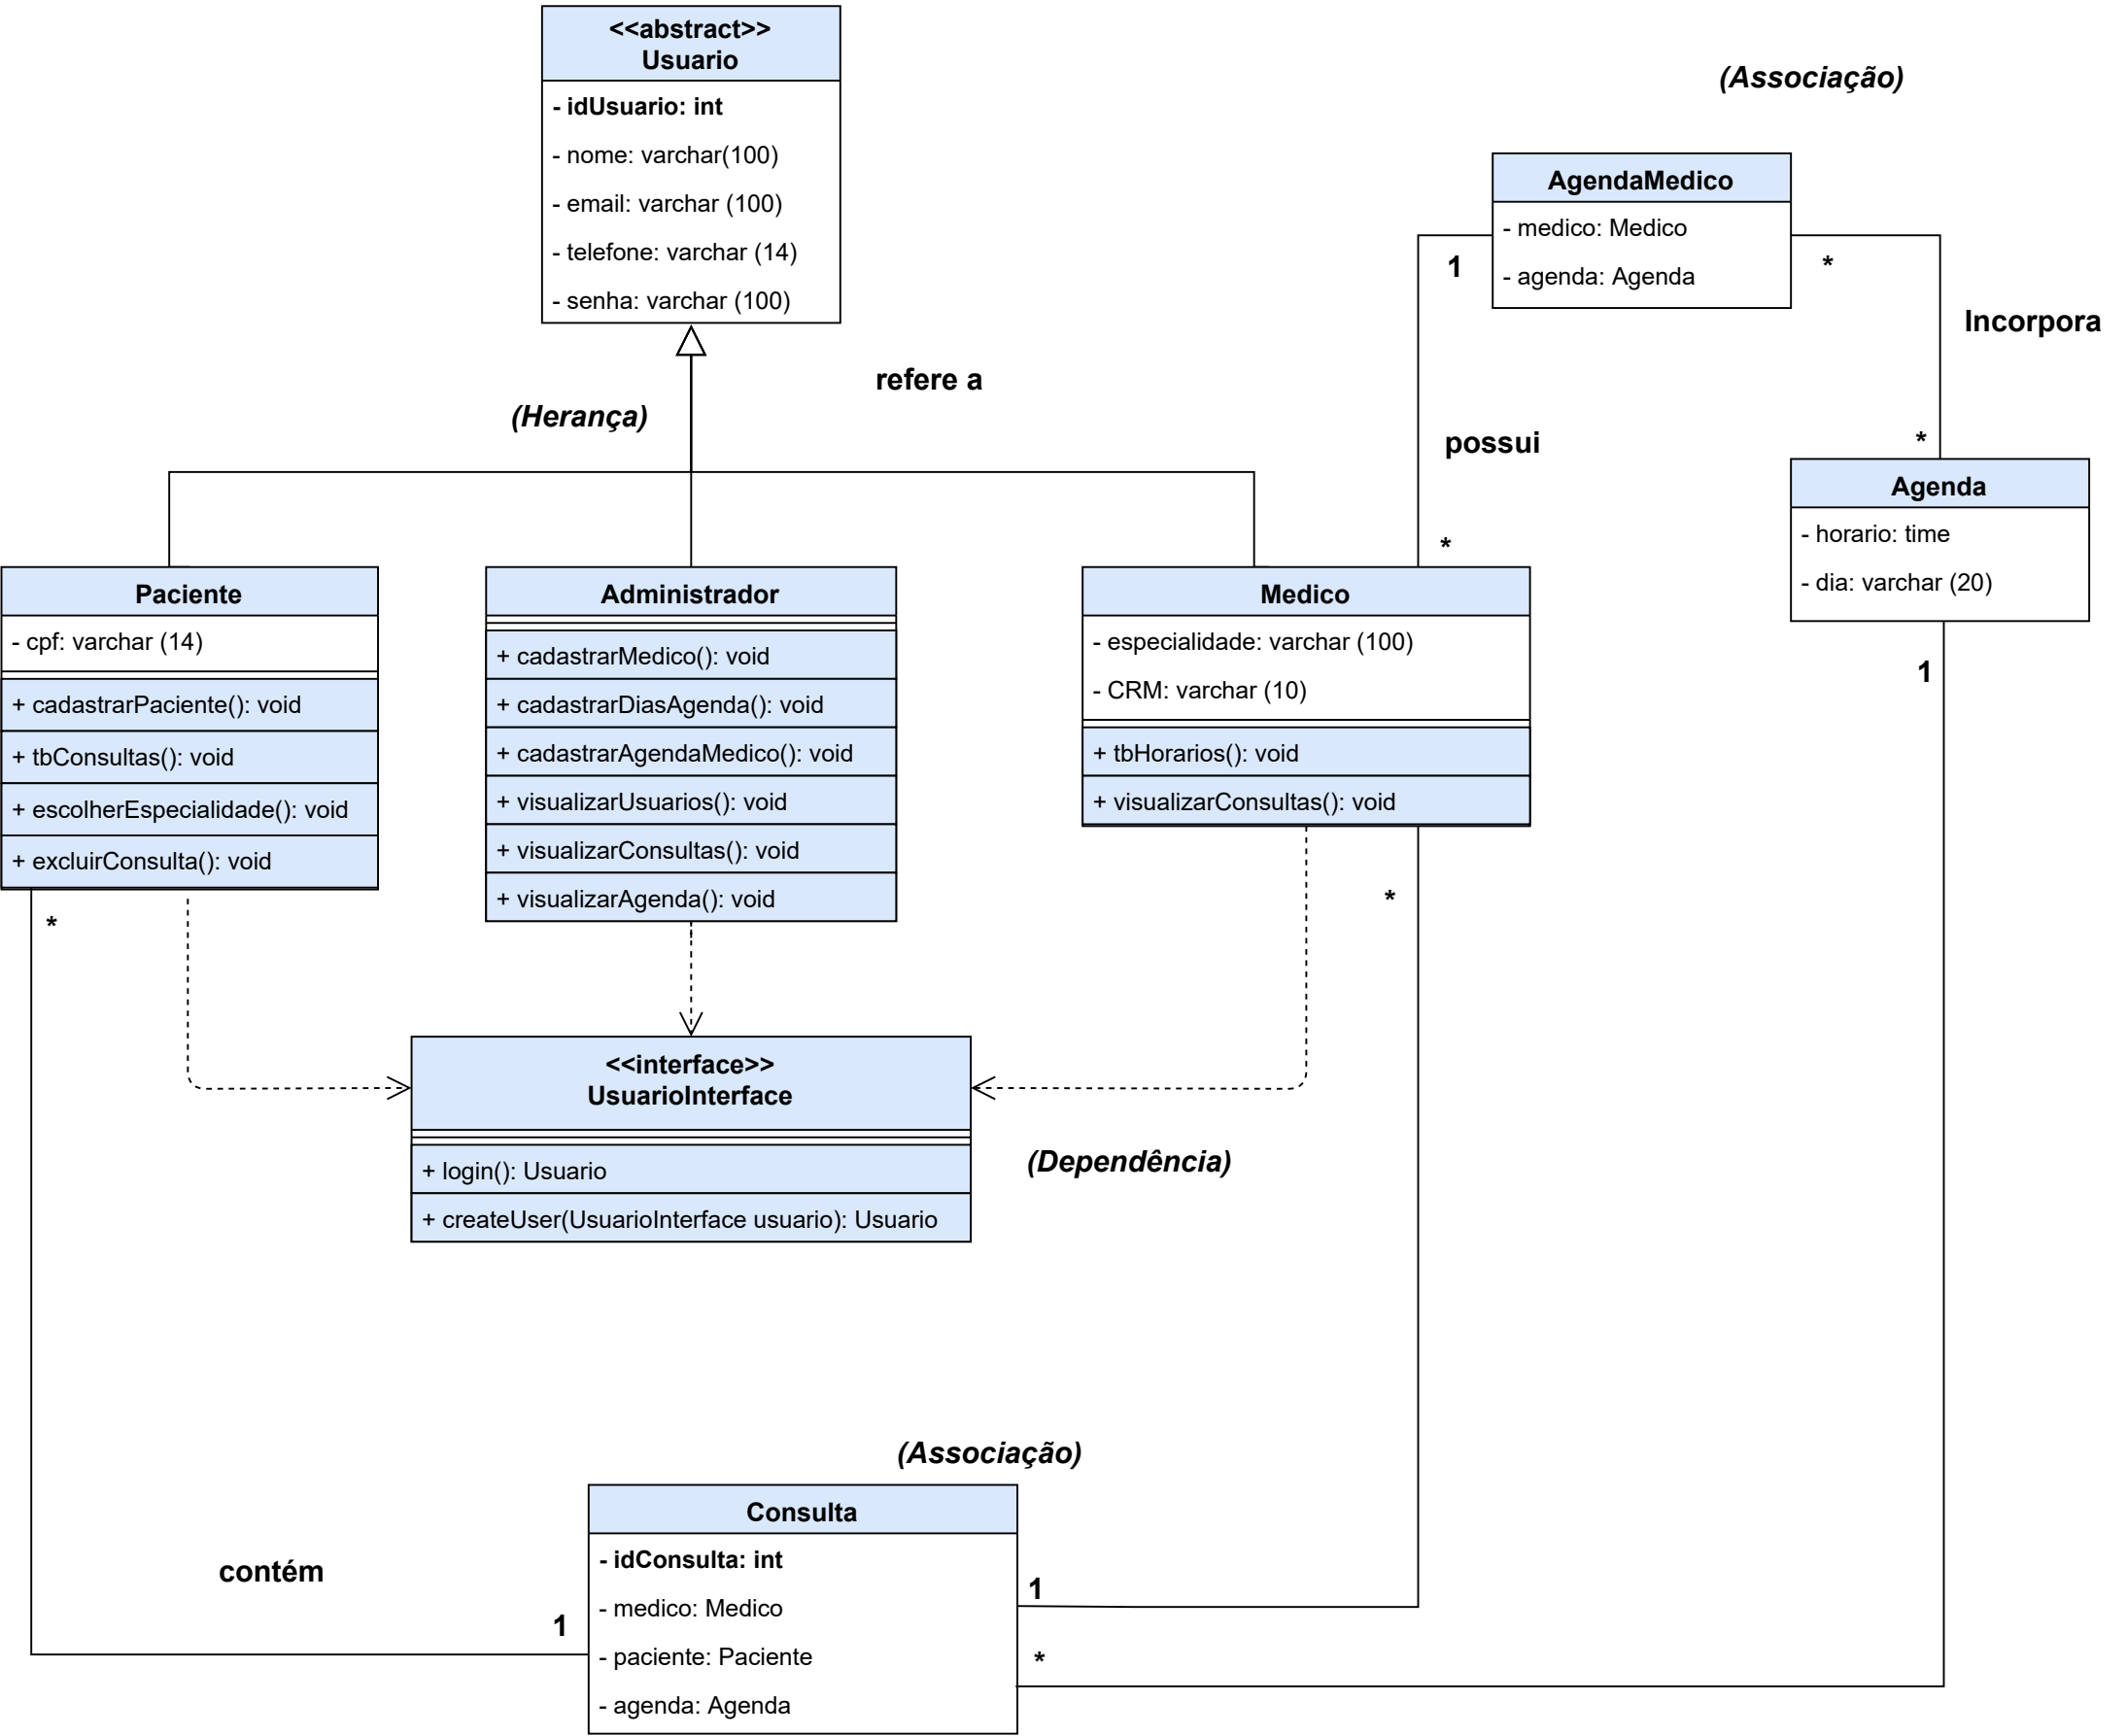 <<abstract>>
Usuario
- idUsuario: int
- nome: varchar(100)
- email: varchar (100)
- telefone: varchar (14)
- senha: varchar (100)
(Associação)
AgendaMedico
- medico: Medico
- agenda: Agenda
1
*
Incorpora
refere a
(Herança)
possui
*
*
Agenda
- horario: time
- dia: varchar (20)
1
Paciente
- cpf: varchar (14)
+ cadastrarPaciente(): void
+ tbConsultas(): void
+ escolherEspecialidade(): void
+ excluirConsulta(): void
*
Administrador
+ cadastrarMedico(): void
+ cadastrarDiasAgenda(): void
+ cadastrarAgendaMedico(): void
+ visualizarUsuarios(): void
+ visualizarConsultas(): void
+ visualizarAgenda(): void
Medico
- especialidade: varchar (100)
- CRM: varchar (10)
+ tbHorarios(): void
+ visualizarConsultas(): void
*
<<interface>>
UsuarioInterface
+ login(): Usuario
+ createUser(UsuarioInterface usuario): Usuario
(Dependência)
(Associação)
contém
1
Consulta
- idConsulta: int
- medico: Medico
- paciente: Paciente
- agenda: Agenda
1
*